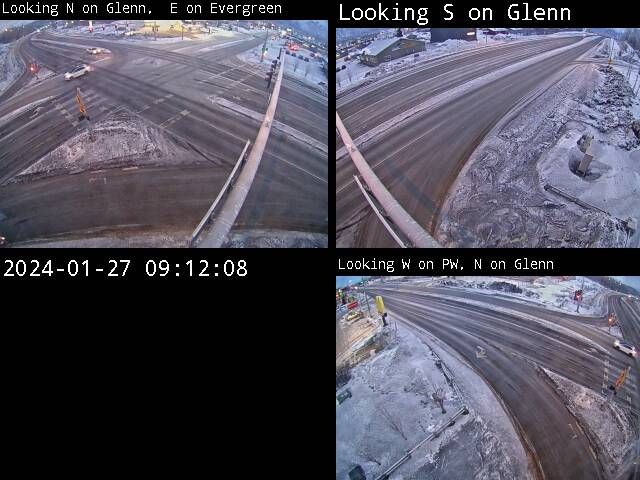 Looking N on Glenn,  E on Evergreen
Looking S on Glenn
2024-01-27 09:12:08
Looking W on PW, N on Glenn